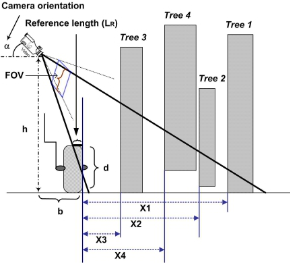 Camera orientation
Reference length (LR)
α
FOV
Tree 3
Tree 4
Tree 1
Tree 2
h
d
b
X1
X2
X3
X4